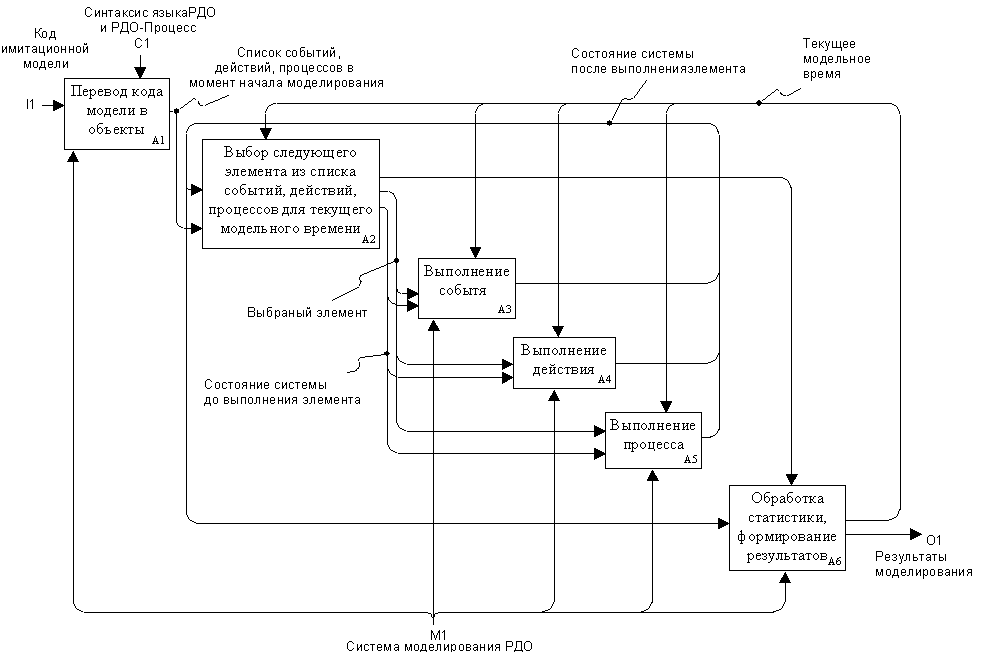 Синтаксис языкаРДО
и РДО-Процесс
C1
Код
имитационной
модели
I1
Перевод кода
модели в
объекты
A1
Список событий,
действий, процессов в
момент начала моделирования
Состояние системы
после выполненияэлемента
Текущее
модельное
время
Выбор следующего
элемента из списка
событий, действий,
процессов для текущего
модельного времени
A2
Выполнение
событя
A3
Выбраный элемент
Выполнение
действия
A4
Состояние системы
до выполнения элемента
Выполнение
процесса
A5
Обработка
статистики,
формирование
результатов
A6
O1
Результаты
моделирования
M1
Система моделирования РДО